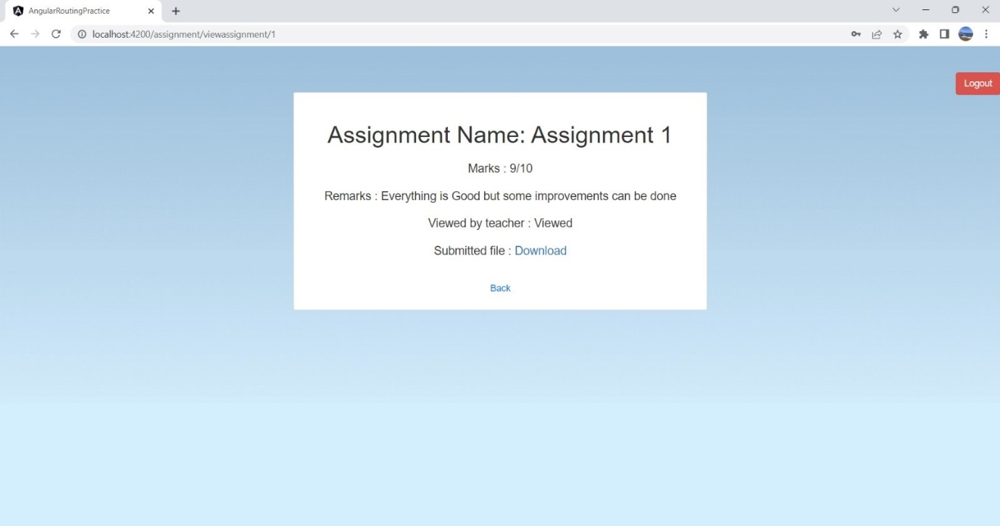 AngularRoutingPractice
localhost:4200/assignment/viewassignment/1
Logout
Assignment Name: Assignment 1
Marks : 9/10
Remarks : Everything is Good but some improvements can be done
Viewed by teacher : Viewed
Submitted file : Download
Back